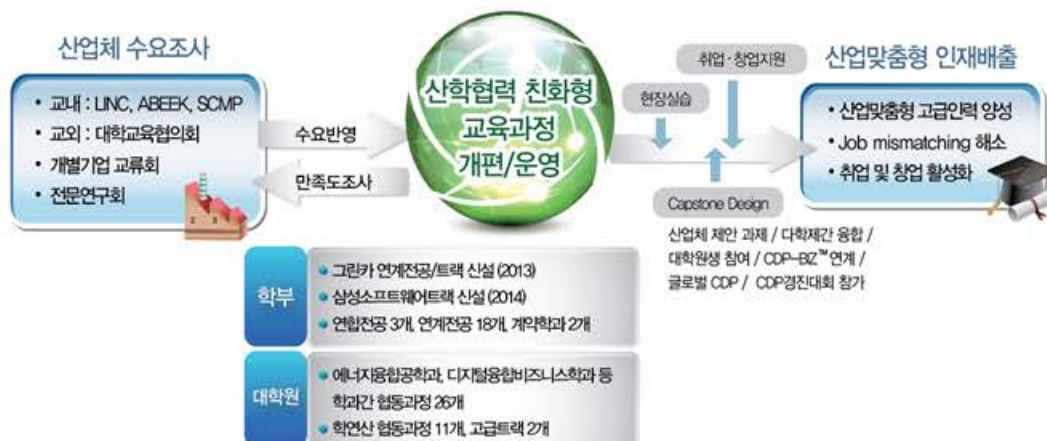 산업체 수요조사
• 교내 : LINC, ABEEK, SCMP
• 교외 : 대학교육협의회
• 개별기업 교류회
• 전문연구회
수요반영
만족도조사
산학협력 친화형
교육과정
개편/운영
현장실습
취업·창업지원
Capstone Design
산업체 제안 과제 / 다학제간 융합 /
대학원생 참여 / CDP-BIZ™ 연계 /
글로벌 CDP / CDP경진대회 참가
산업맞춤형 인재배출
• 산업맞춤형 고급인력 양성
• Job mismatching 해소
• 취업 및 창업 활성화
학부
• 그린카 연계전공/트랙 신설 (2013)
• 삼성소프트웨어트랙 신설 (2014)
• 연합전공 3개, 연계전공 18개, 계약학과 2개
대학원
• 에너지융합공학과, 디지털융합비즈니스학과 등
학과간 협동과정 26개
• 학연산 협동과정 11개, 고급트랙 2개